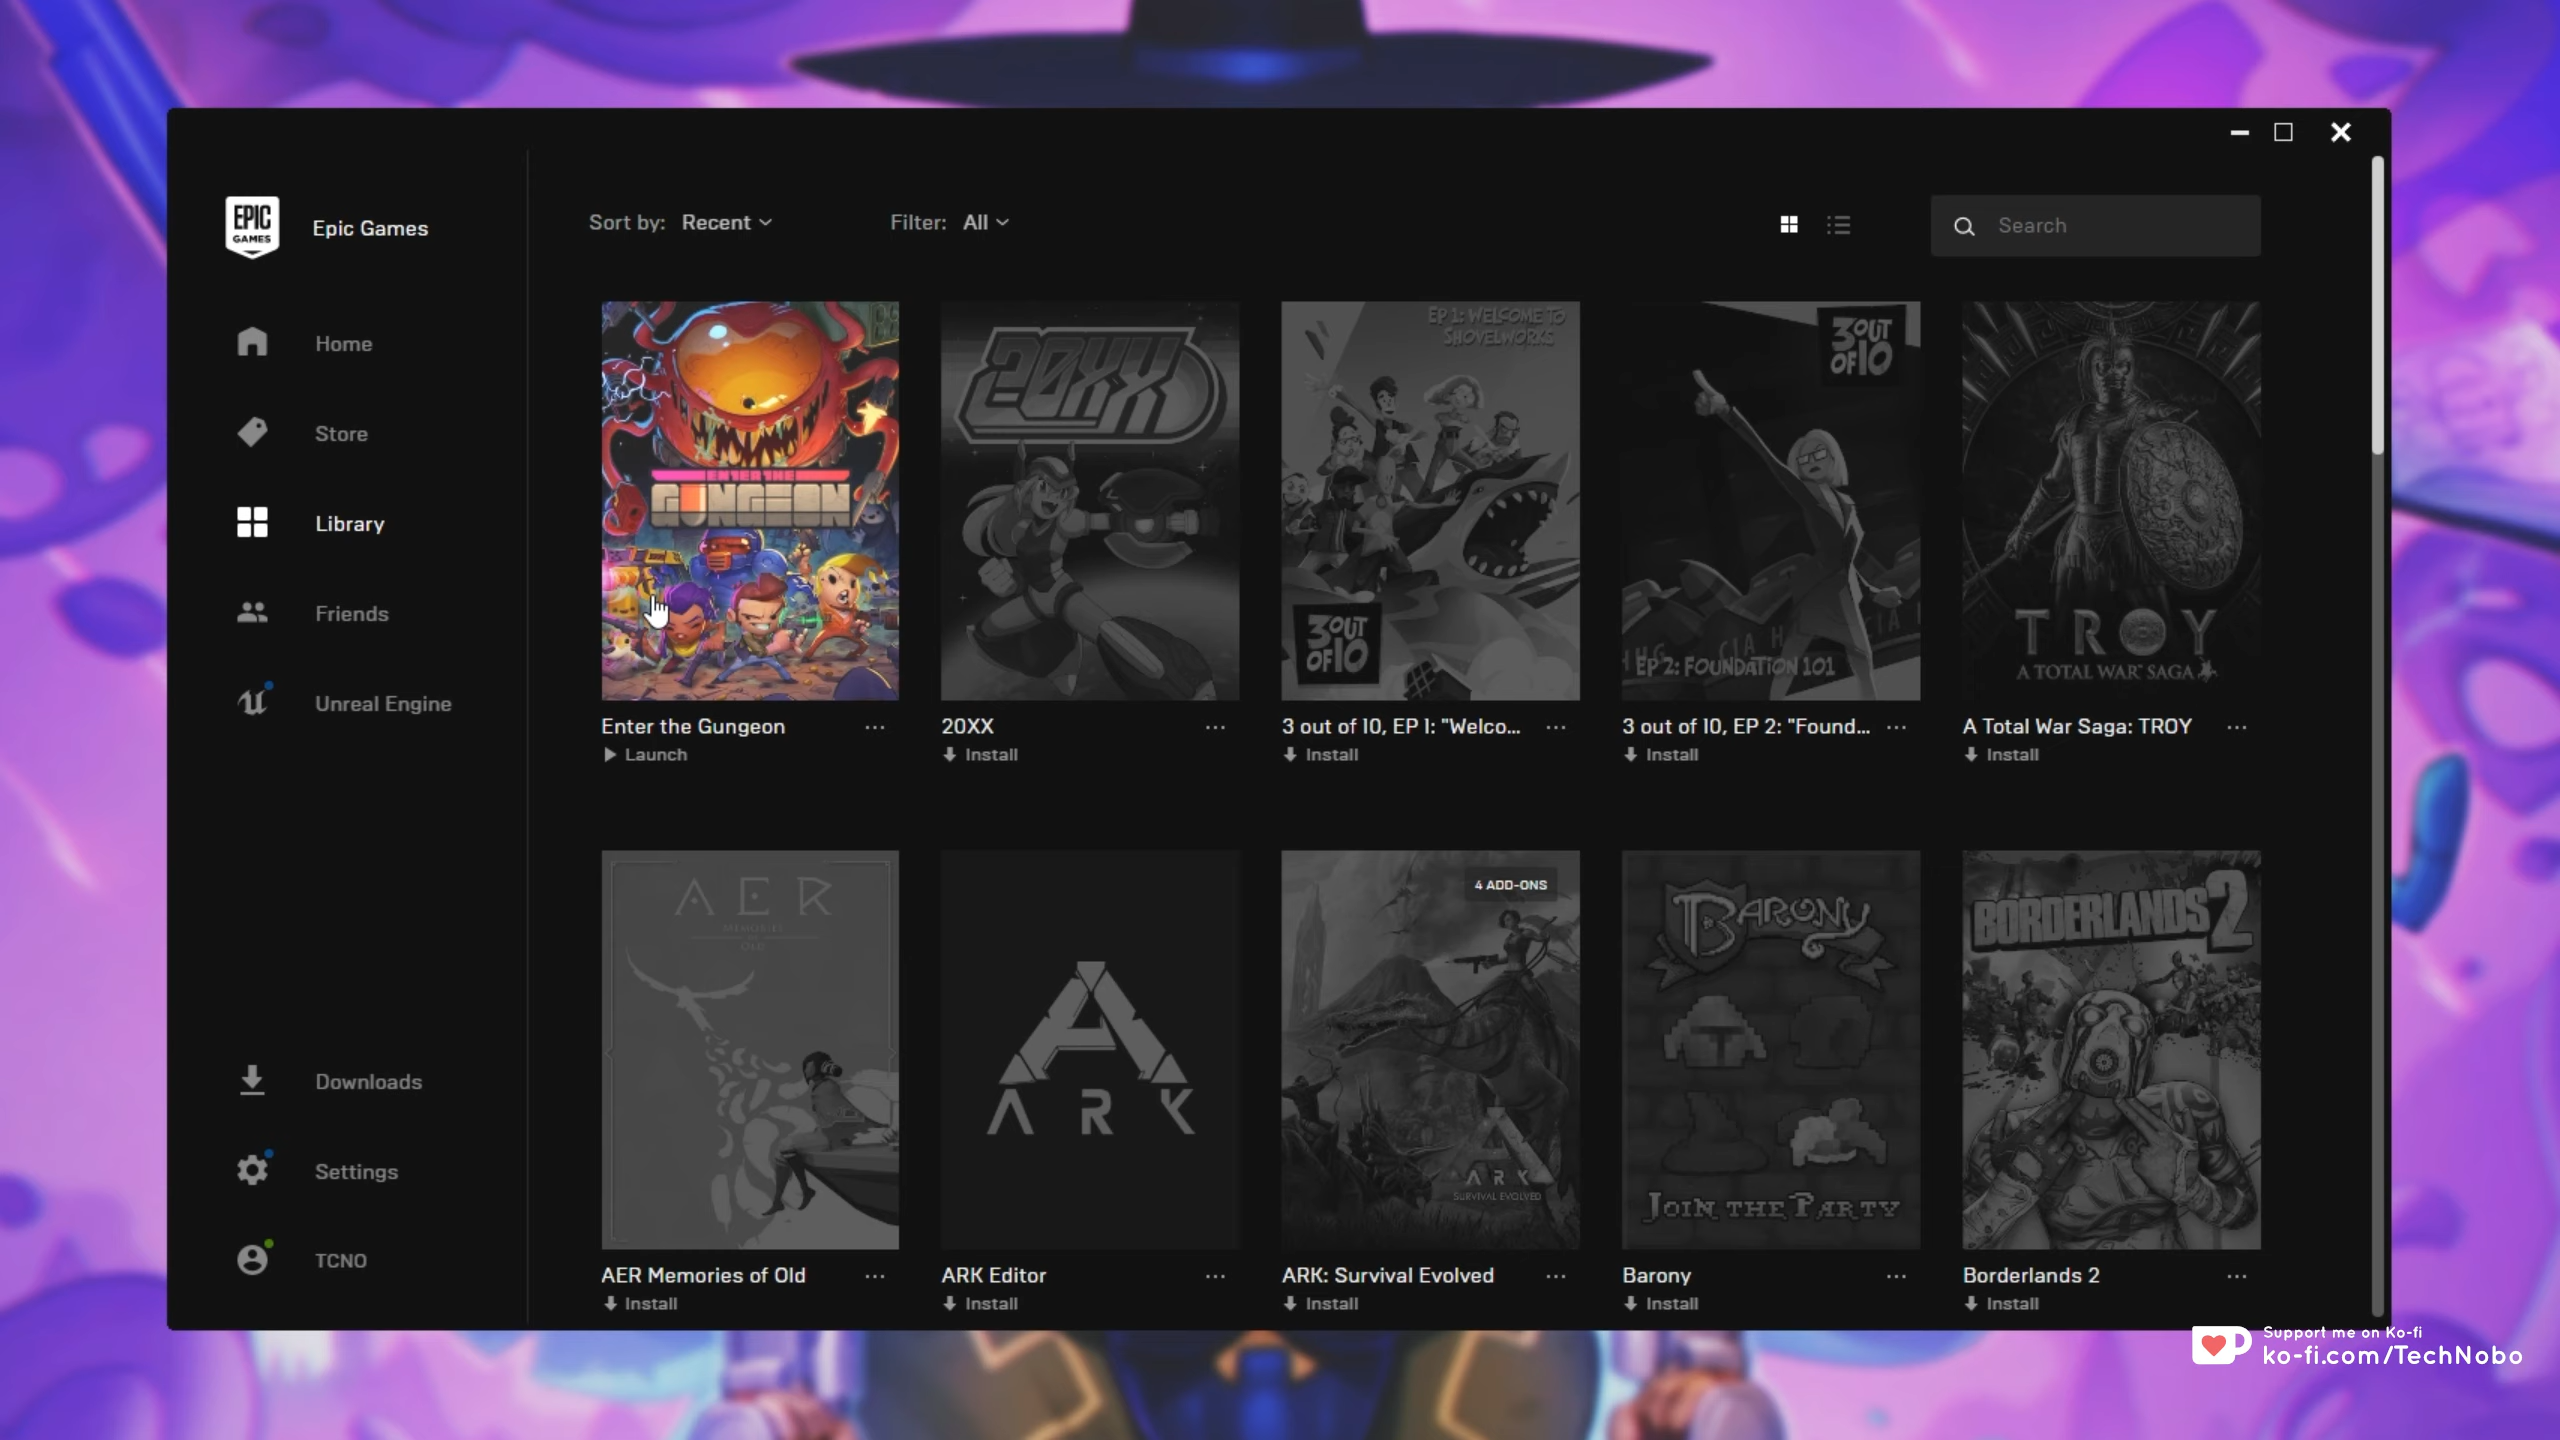 EPIC
GAMES
Epic Games
Home
Store
Library
Friends
Unreal Engine
Downloads
Settings
TCNO
Sort by: Recent
Filter: All
Search
ENTER THE
GUNGEON
Enter the Gungeon
Launch
20XX
20XX
Install
EP 1: WELCOME TO
SHOVELWORKS
3 OUT
OF 10
3 out of 10, EP 1: "Welco...
Install
3 OUT
OF 10
EP 2: FOUNDATION 101
3 out of 10, EP 2: "Found...
Install
TROY
A TOTAL WAR SAGA
A Total War Saga: TROY
Install
AER
MEMORIES
OF
OLD
AER Memories of Old
Install
ARK
ARK Editor
Install
4 ADD-ONS
ARK
SURVIVAL EVOLVED
ARK: Survival Evolved
Install
BARONY
JOIN THE PARTY
Barony
Install
BORDERLANDS 2
Borderlands 2
Install
Support me on Ko-fi
ko-fi.com/TechNobo